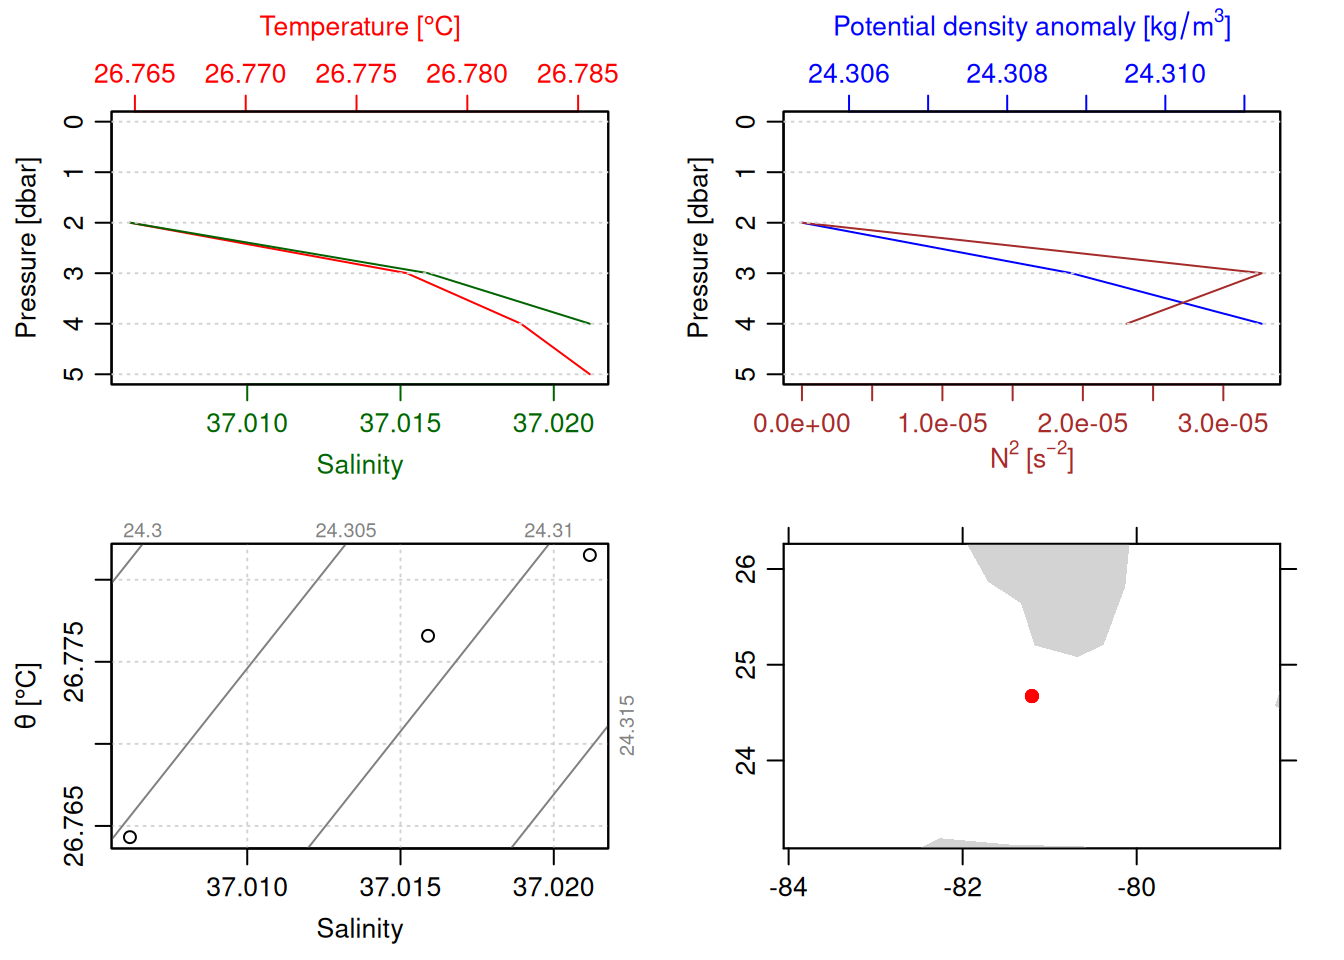 Temperature [°C]
26.765 26.770 26.775 26.780 26.785
0
1
2
3
4
5
Pressure [dbar]
37.010 37.015 37.020
Salinity
Potential density anomaly [kg/m³]
24.306 24.308 24.310
0
1
2
3
4
5
Pressure [dbar]
0.0e+00 1.0e-05 2.0e-05 3.0e-05
N² [s⁻²]
24.3 24.305 24.31
24.315
26.775
26.765
θ [°C]
37.010 37.015 37.020
Salinity
26
25
24
-84 -82 -80